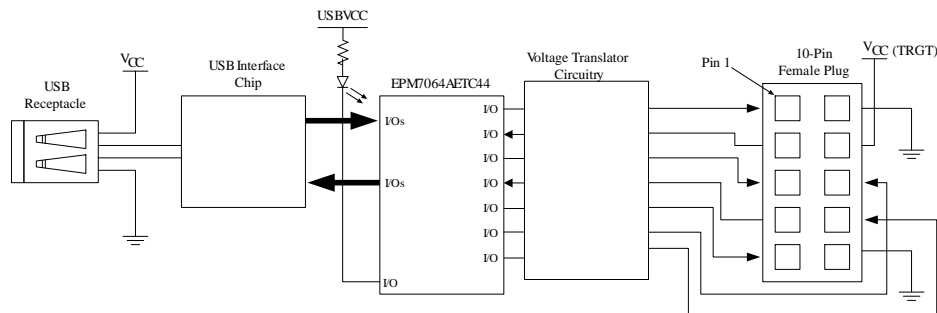 USBVCC
VCC
USB Interface
Chip
USB
Receptacle
EPM7064AETC44
Voltage Translator
Circuitry
Pin 1
10-Pin
Female Plug
VCC (TRGT)
I/Os
I/Os
I/O
I/O
I/O
I/O
I/O
I/O
I/O
I/O